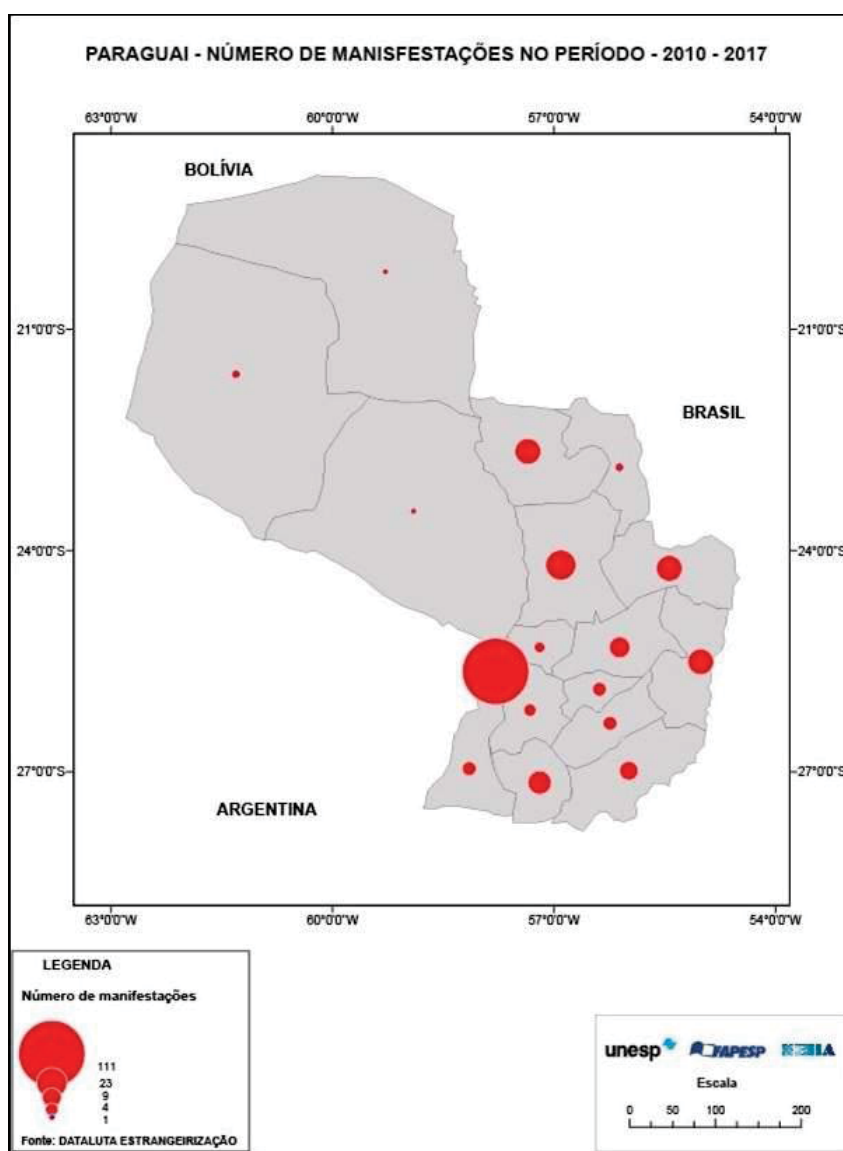 PARAGUAI - NÚMERO DE MANISFESTAÇÕES NO PERÍODO - 2010 - 2017
63°0'0"W 60°0'0"W 57°0'0"W 54°0'0"W
BOLÍVIA
21°0'0"S 21°0'0"S
BRASIL
24°0'0"S 24°0'0"S
27°0'0"S 27°0'0"S
ARGENTINA
63°0'0"W 60°0'0"W 57°0'0"W 54°0'0"W
LEGENDA
Número de manifestações
111
23
9
4
1
Fonte: DATALUTA ESTRANGEIRIZAÇÃO
unesp FAPESP
Escala
0 50 100 200